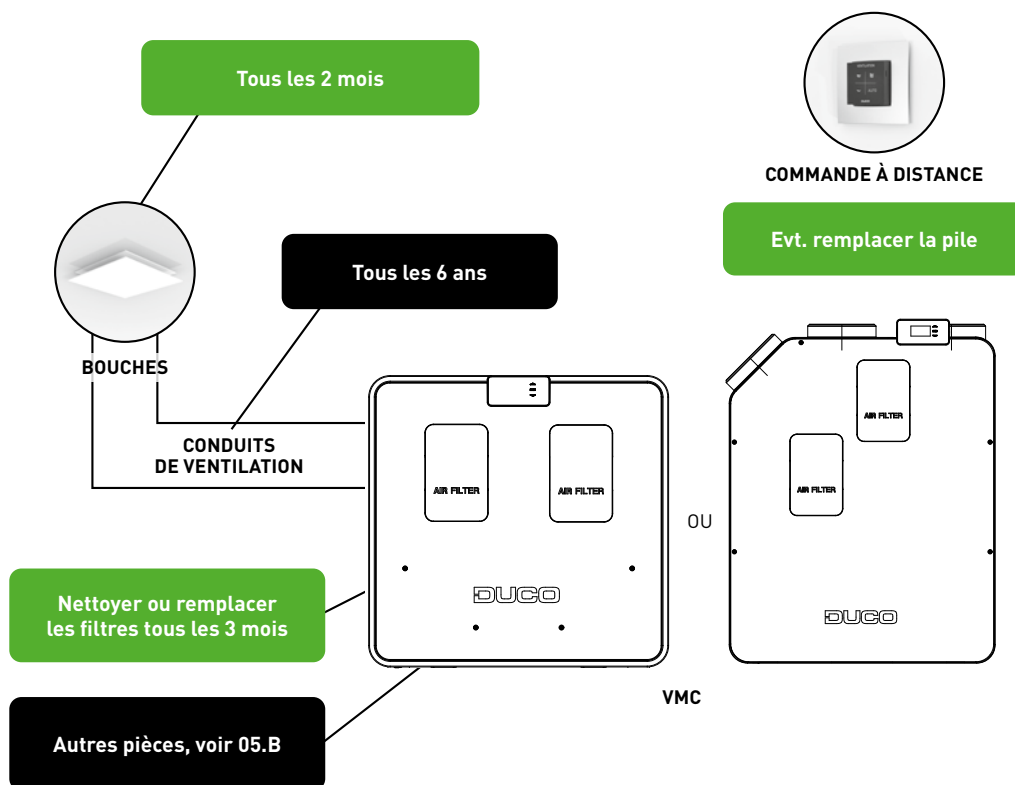 Tous les 2 mois
COMMANDE À DISTANCE
Evt. remplacer la pile
Tous les 6 ans
BOUCHES
CONDUITS
DE VENTILATION
AIR FILTER
AIR FILTER
OU
AIR FILTER
AIR FILTER
Nettoyer ou remplacer
les filtres tous les 3 mois
DUCO
DUCO
VMC
Autres pièces, voir 05.B